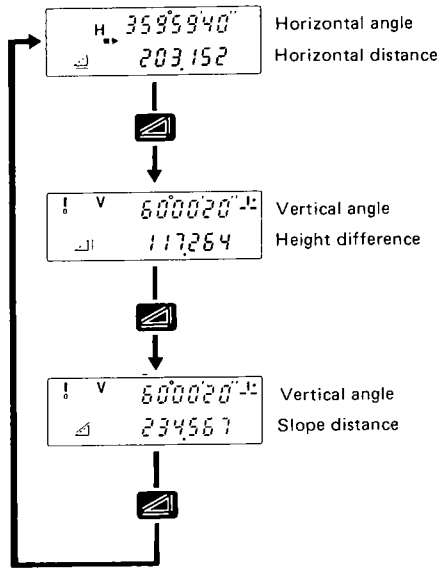 H 359°59'40" Horizontal angle
203.152 Horizontal distance
V 60°00'20" Vertical angle
117.264 Height difference
V 60°00'20" Vertical angle
234.567 Slope distance